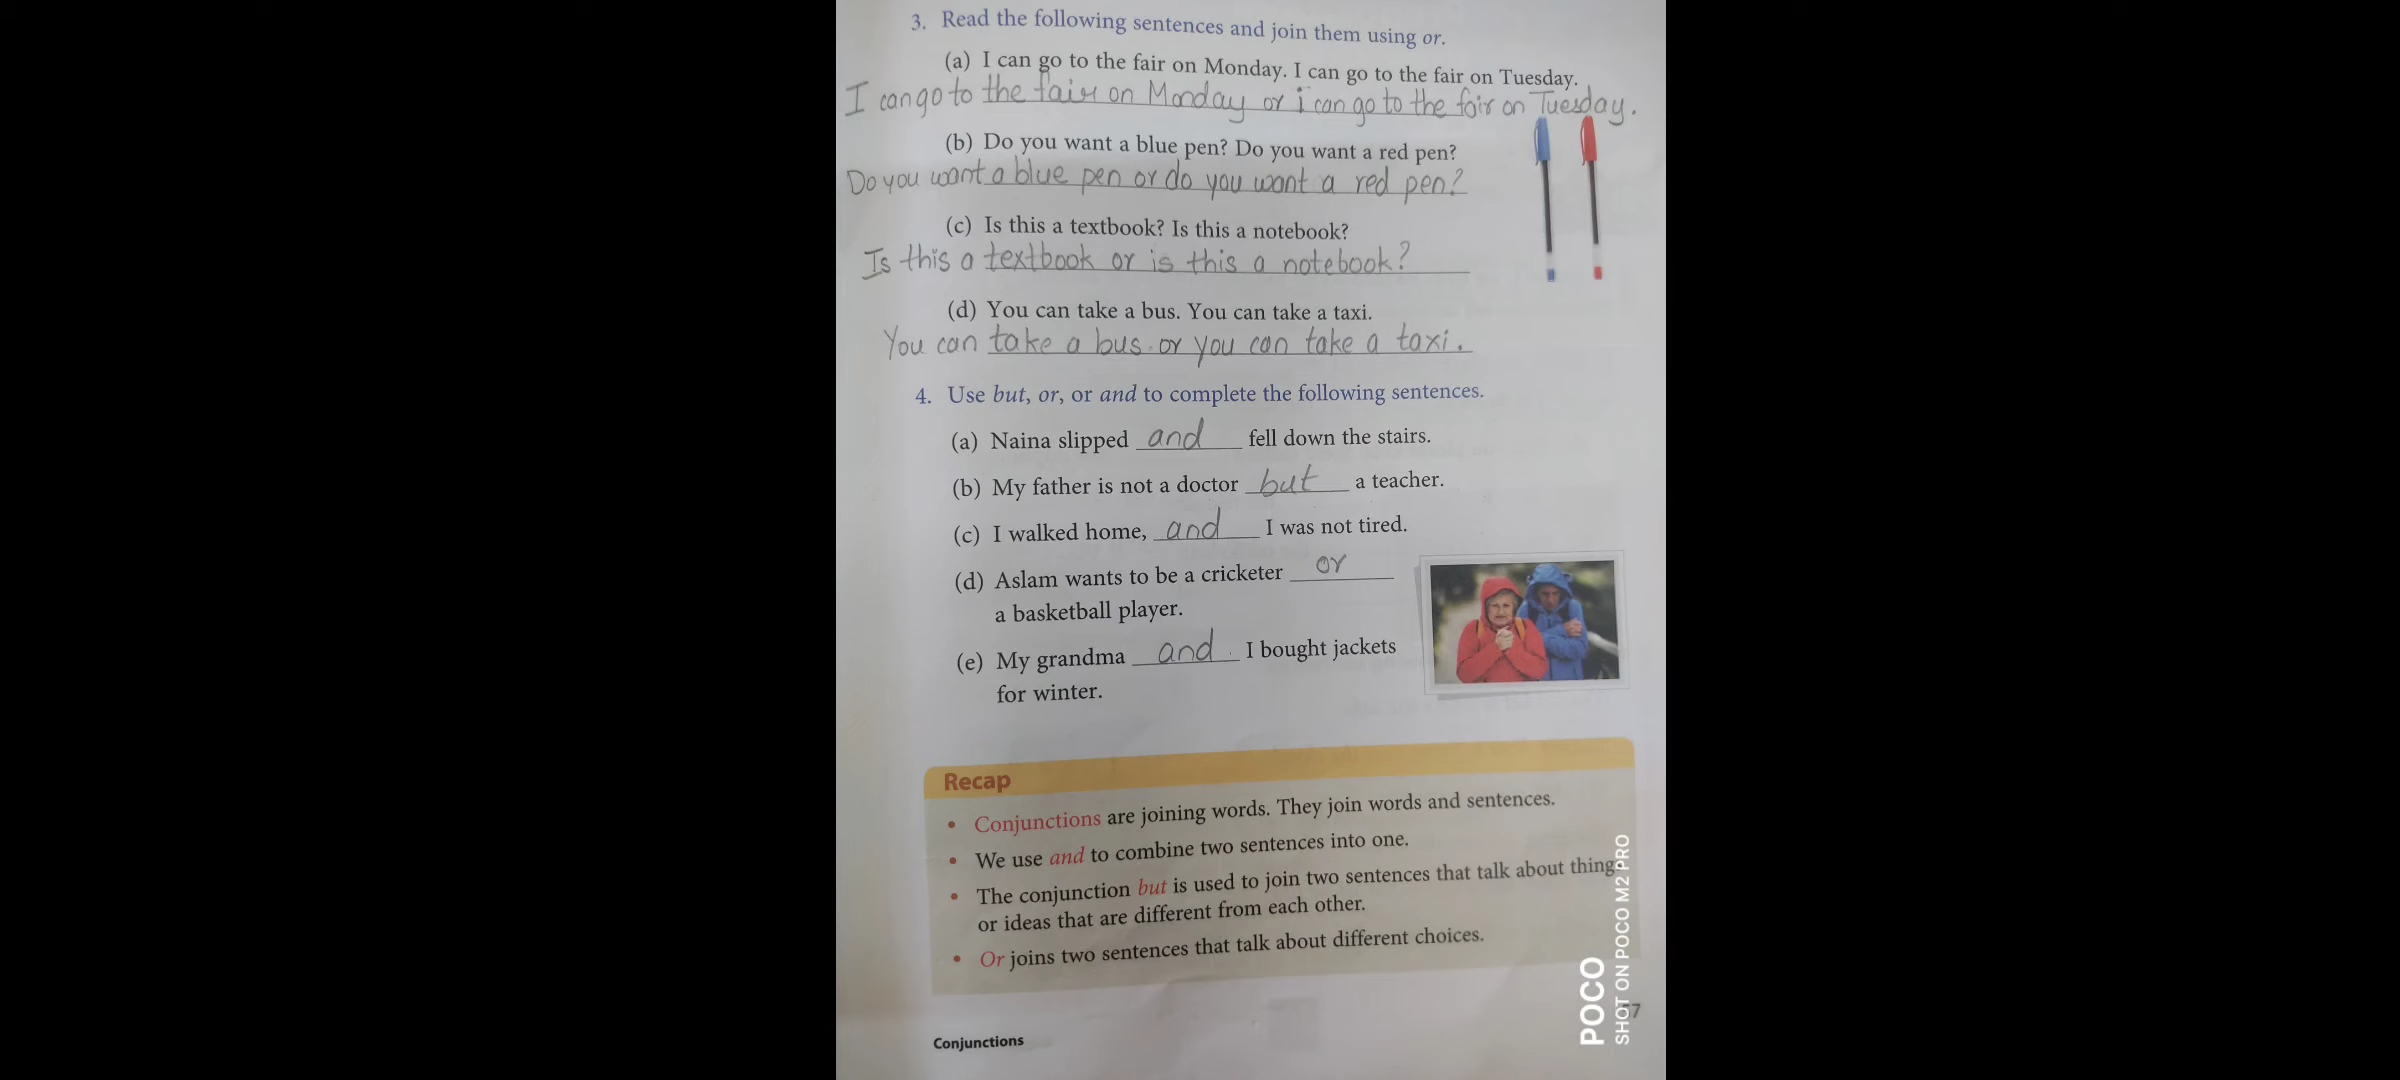 3. Read the following sentences and join them using or.
(a) I can go to the fair on Monday. I can go to the fair on Tuesday.
I can go to the fair on Monday or i can go to the fair on Tuesday.
(b) Do you want a blue pen? Do you want a red pen?
Do you want a blue pen or do you want a red pen?
(c) Is this a textbook? Is this a notebook?
Is this a textbook or is this a notebook?
(d) You can take a bus. You can take a taxi.
You can take a bus. or you can take a taxi.
4. Use but, or, or and to complete the following sentences.
(a) Naina slipped and fell down the stairs.
(b) My father is not a doctor but a teacher.
(c) I walked home, and I was not tired.
(d) Aslam wants to be a cricketer or
a basketball player.
(e) My grandma and I bought jackets
for winter.
Recap
• Conjunctions are joining words. They join words and sentences.
• We use and to combine two sentences into one.
• The conjunction but is used to join two sentences that talk about thing
or ideas that are different from each other.
• Or joins two sentences that talk about different choices.
Conjunctions
POCO
SHOT ON POCO M2 PRO